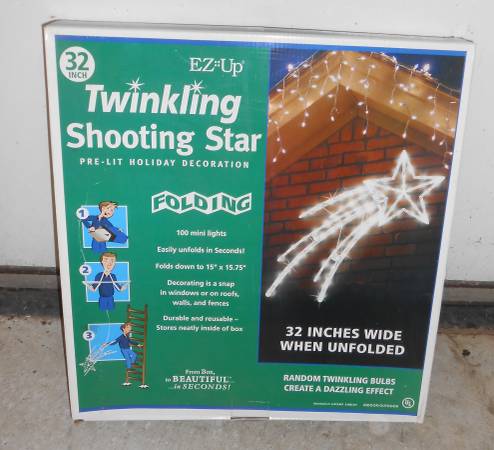 32
INCH
EZ-Up
Twinkling
Shooting Star
PRE-LIT HOLIDAY DECORATION
FOLDING
100 mini lights
Easily unfolds in Seconds!
Folds down to 15" x 15.75"
Decorating is a snap
in windows or on roofs,
walls, and fences
Durable and reusable –
Stores neatly inside of box
1
2
3
From Box,
to BEAUTIFUL
...in SECONDS!
32 INCHES WIDE
WHEN UNFOLDED
RANDOM TWINKLING BULBS
CREATE A DAZZLING EFFECT
INDOOR/OUTDOOR
UL